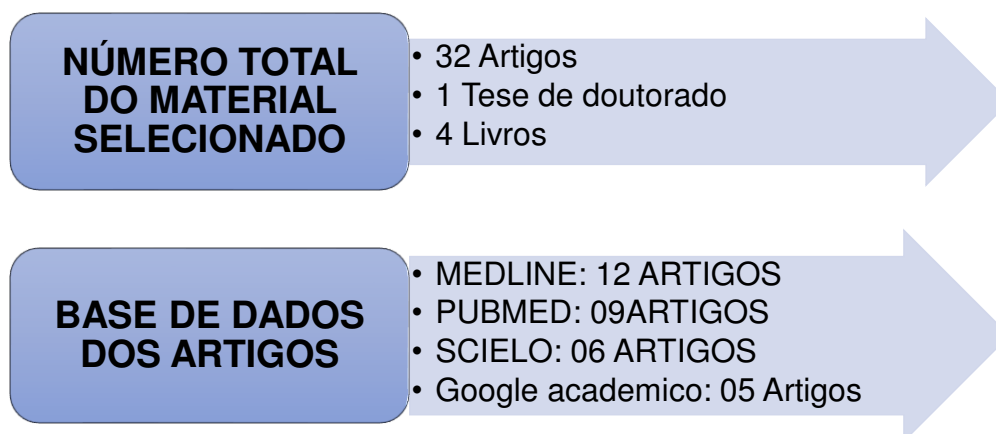 NÚMERO TOTAL
DO MATERIAL
SELECIONADO
• 32 Artigos
• 1 Tese de doutorado
• 4 Livros
BASE DE DADOS
DOS ARTIGOS
• MEDLINE: 12 ARTIGOS
• PUBMED: 09ARTIGOS
• SCIELO: 06 ARTIGOS
• Google academico: 05 Artigos